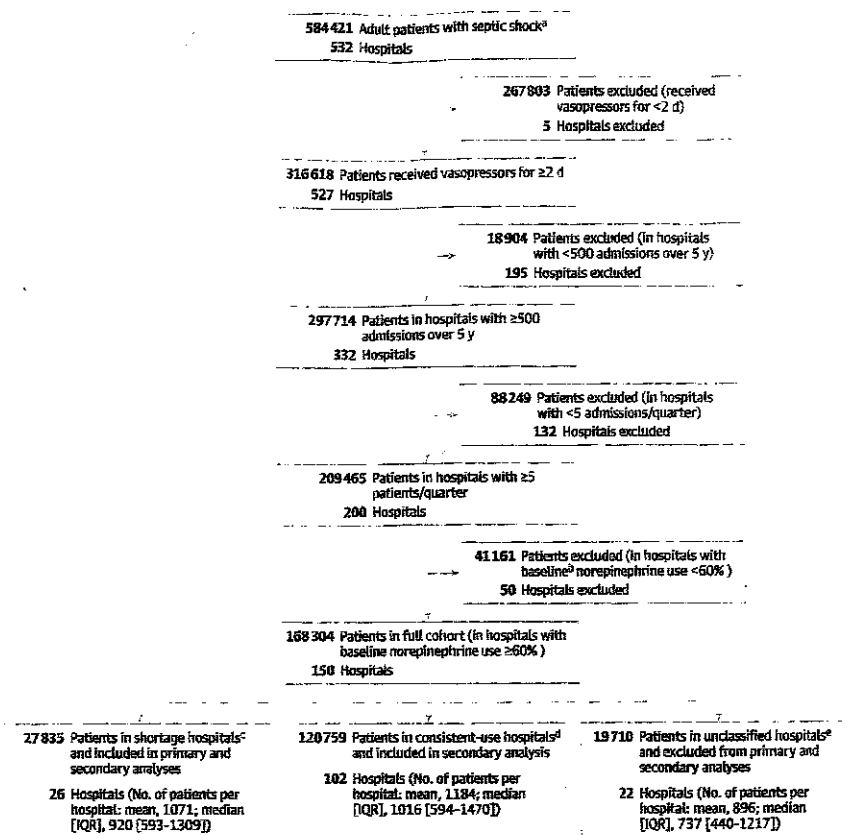 584421 Adult patients with septic shockᵃ
532 Hospitals
267803 Patients excluded (received
vasopressors for <2 d)
5 Hospitals excluded
316618 Patients received vasopressors for ≥2 d
527 Hospitals
18904 Patients excluded (in hospitals
with <500 admissions over 5 y)
195 Hospitals excluded
297714 Patients in hospitals with ≥500
admissions over 5 y
332 Hospitals
88249 Patients excluded (in hospitals
with <5 admissions/quarter)
132 Hospitals excluded
209465 Patients in hospitals with ≥5
patients/quarter
200 Hospitals
41161 Patients excluded (in hospitals with
baselineᵇ norepinephrine use <60% )
50 Hospitals excluded
168304 Patients in full cohort (in hospitals with
baseline norepinephrine use ≥60% )
150 Hospitals
27835 Patients in shortage hospitalsᶜ
and included in primary and
secondary analyses
26 Hospitals (No. of patients per
hospital: mean, 1071; median
[IQR], 920 [593-1309])
120759 Patients in consistent-use hospitalsᵈ
and included in secondary analysis
102 Hospitals (No. of patients per
hospital: mean, 1184; median
[IQR], 1016 [594-1470])
19710 Patients in unclassified hospitalsᵉ
and excluded from primary and
secondary analyses
22 Hospitals (No. of patients per
hospital: mean, 896; median
[IQR], 737 [440-1217])